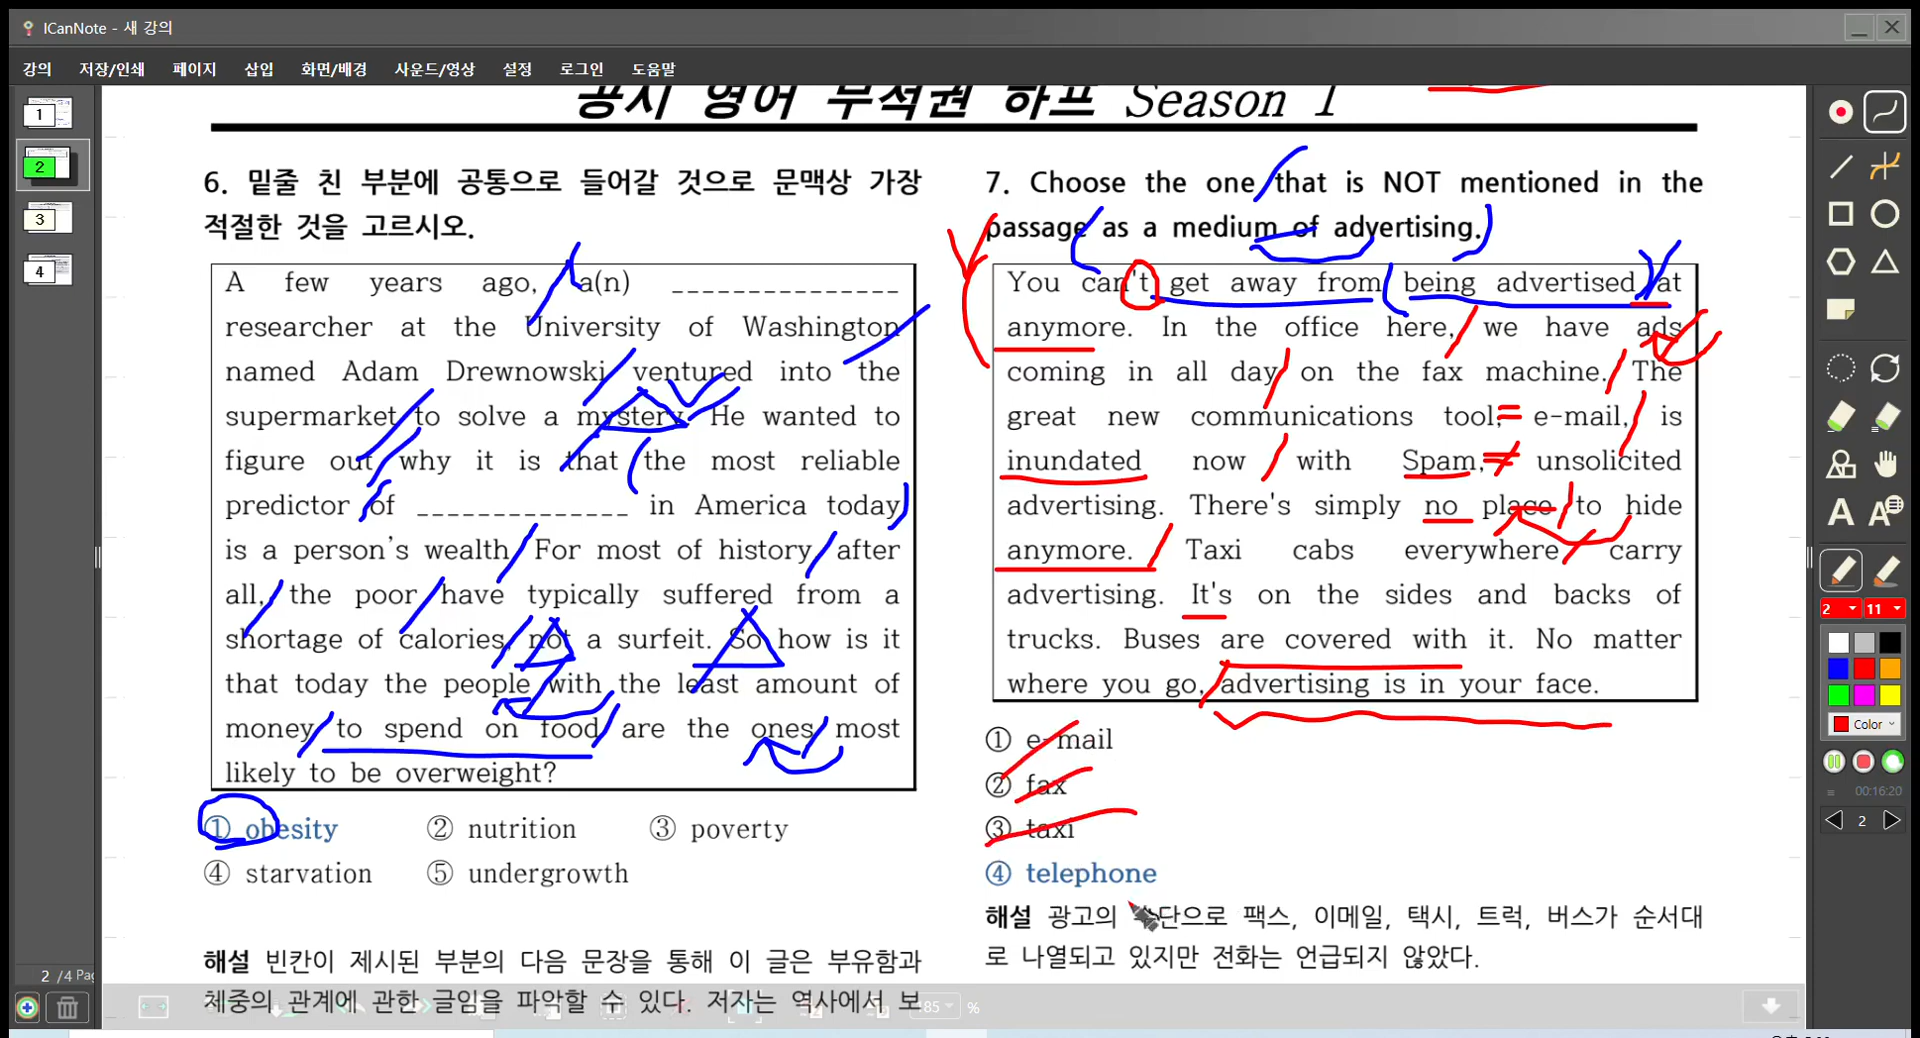 ICanNote - 새 강의
강의 저장/인쇄 페이지 삽입 화면/배경 사운드/영상 설정 로그인 도움말
1
2
3
4
공시 영어 무적권 하프 Season 1
6. 밑줄 친 부분에 공통으로 들어갈 것으로 문맥상 가장
적절한 것을 고르시오.
A few years ago, a(n) _______________
researcher at the University of Washington
named Adam Drewnowski ventured into the
supermarket to solve a mystery. He wanted to
figure out why it is that the most reliable
predictor of ______________ in America today
is a person's wealth. For most of history, after
all, the poor have typically suffered from a
shortage of calories, not a surfeit. So how is it
that today the people with the least amount of
money to spend on food are the ones most
likely to be overweight?
① obesity ② nutrition ③ poverty
④ starvation ⑤ undergrowth
해설 빈칸이 제시된 부분의 다음 문장을 통해 이 글은 부유함과
체중의 관계에 관한 글임을 파악할 수 있다. 저자는 역사에서 보
7. Choose the one that is NOT mentioned in the
passage as a medium of advertising.
You can't get away from being advertised at
anymore. In the office here, we have ads
coming in all day on the fax machine. The
great new communications tool, e-mail, is
inundated now with Spam, unsolicited
advertising. There's simply no place to hide
anymore. Taxi cabs everywhere carry
advertising. It's on the sides and backs of
trucks. Buses are covered with it. No matter
where you go, advertising is in your face.
① e-mail
② fax
③ taxi
④ telephone
해설 광고의 수단으로 팩스, 이메일, 택시, 트럭, 버스가 순서대
로 나열되고 있지만 전화는 언급되지 않았다.
2 11
Color
00:16:20
2
2 /4 Pag
85 %